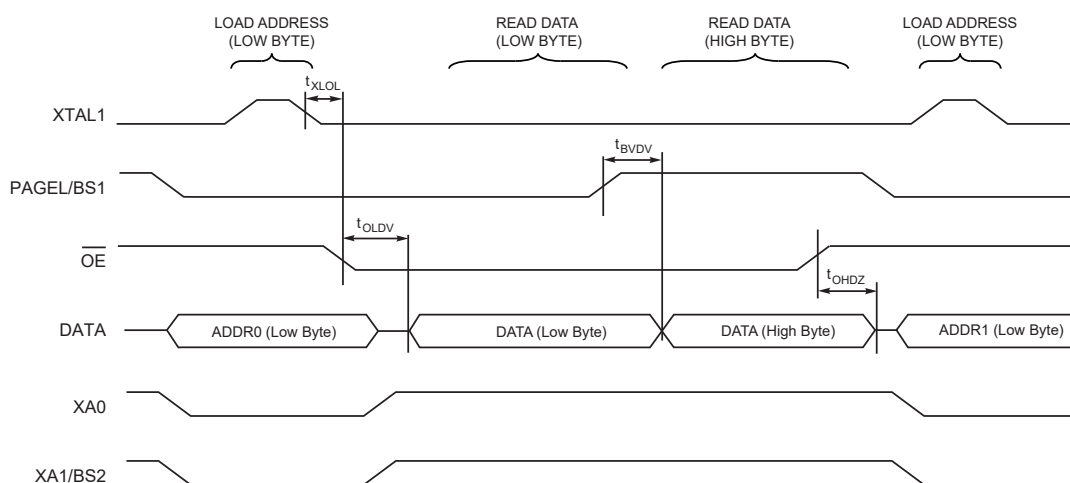 LOAD ADDRESS
(LOW BYTE)
READ DATA
(LOW BYTE)
READ DATA
(HIGH BYTE)
LOAD ADDRESS
(LOW BYTE)
tXLOL
XTAL1
tBVDV
PAGEL/BS1
tOLDV
OE
tOHDZ
DATA
ADDR0 (Low Byte)
DATA (Low Byte)
DATA (High Byte)
ADDR1 (Low Byte)
XA0
XA1/BS2